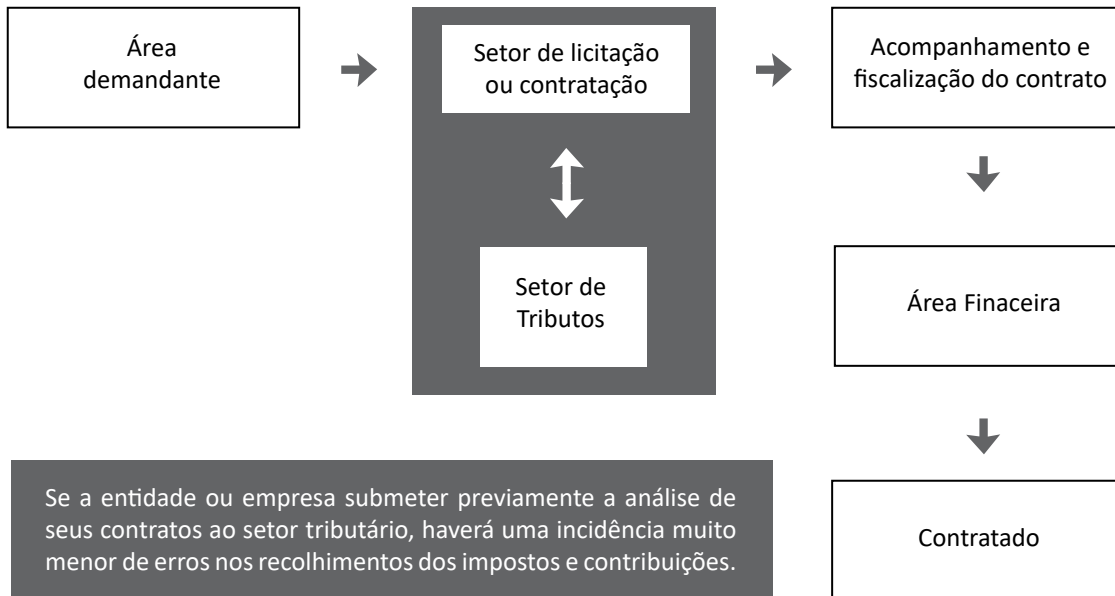 Área
demandante
Setor de licitação
ou contratação
Acompanhamento e
fiscalização do contrato
Setor de
Tributos
Área Finaceira
Contratado
Se a entidade ou empresa submeter previamente a análise de
seus contratos ao setor tributário, haverá uma incidência muito
menor de erros nos recolhimentos dos impostos e contribuições.